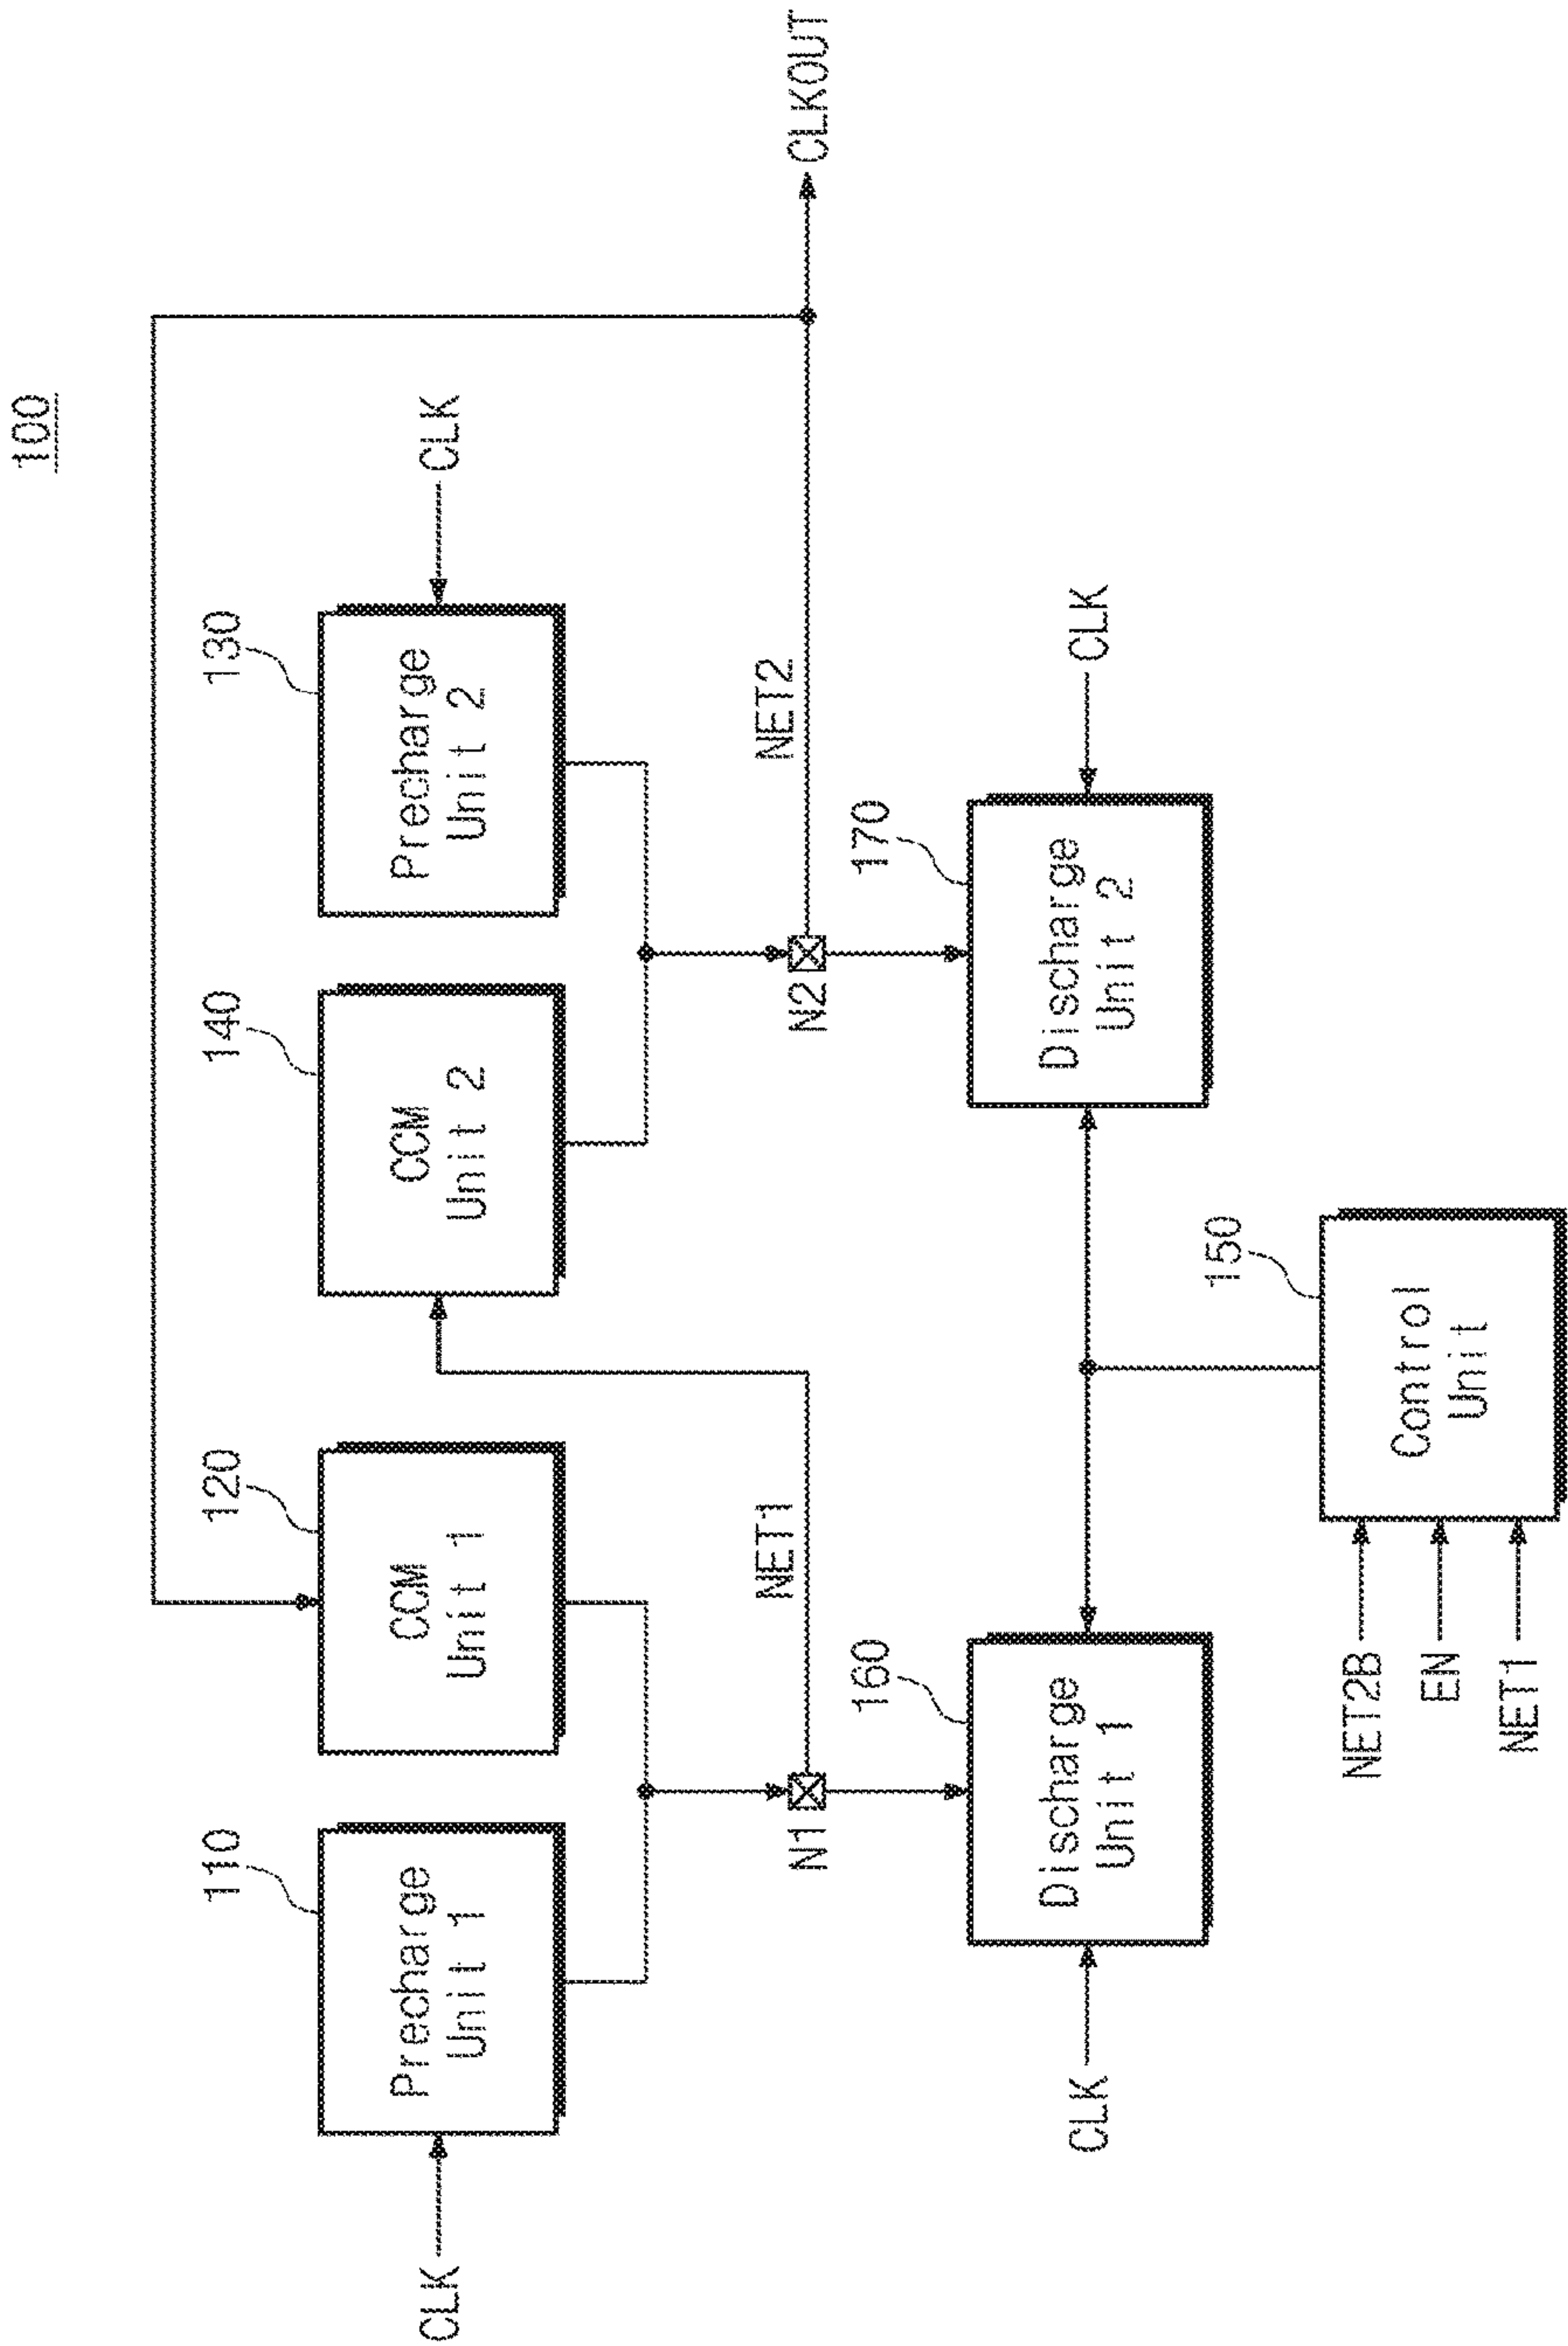 100
110
120
140
130
CLK
Precharge
Unit 1
CCM
Unit 1
CCM
Unit 2
Precharge
Unit 2
CLK
NET1
NET2
N1
N2
CLKOUT
160
170
CLK
Discharge
Unit 1
Discharge
Unit 2
CLK
150
NET2B
EN
NET1
Control
Unit